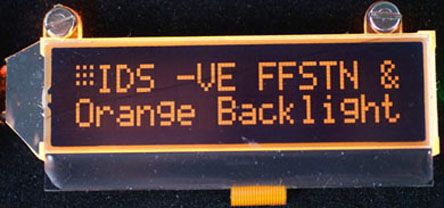 ⁝⁝⁝IDS -VE FFSTN &
Orange Backlight